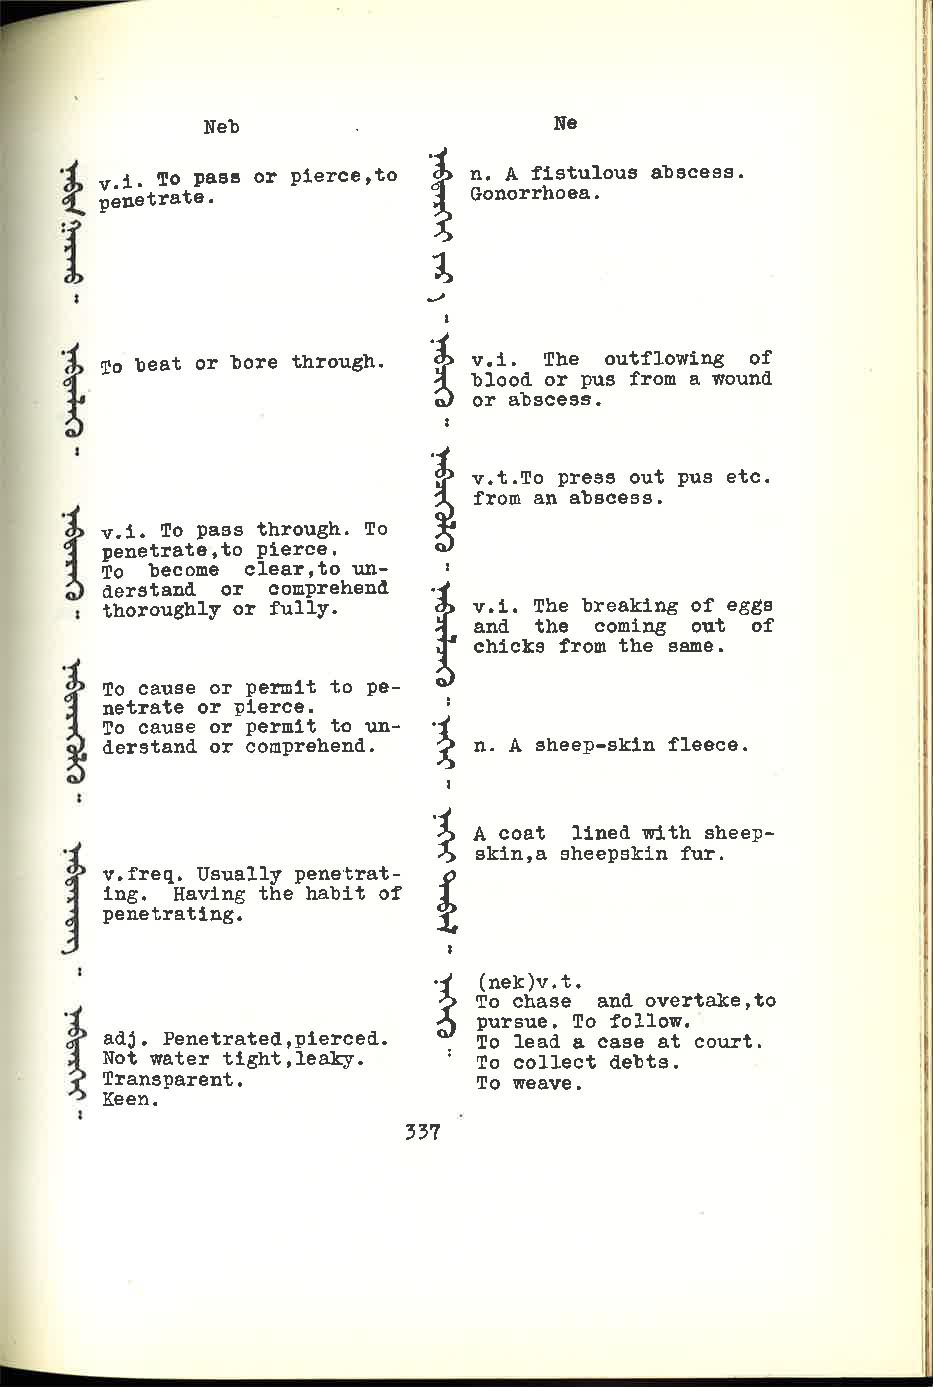 Neb
v.i. To pass or pierce,to
penetrate.
To beat or bore through.
v.i. To pass through. To
penetrate,to pierce.
To become clear,to un-
derstand or comprehend
thoroughly or fully.
To cause or permit to pe-
netrate or pierce.
To cause or permit to un-
derstand or comprehend.
v.freq. Usually penetrat-
ing. Having the habit of
penetrating.
adj. Penetrated,pierced.
Not water tight,leaky.
Transparent.
Keen.
Ne
n. A fistulous abscess.
Gonorrhoea.
v.i. The outflowing of
blood or pus from a wound
or abscess.
v.t.To press out pus etc.
from an abscess.
v.i. The breaking of eggs
and the coming out of
chicks from the same.
n. A sheep-skin fleece.
A coat lined with sheep-
skin,a sheepskin fur.
(nek)v.t.
To chase and overtake,to
pursue. To follow.
To lead a case at court.
To collect debts.
To weave.
337